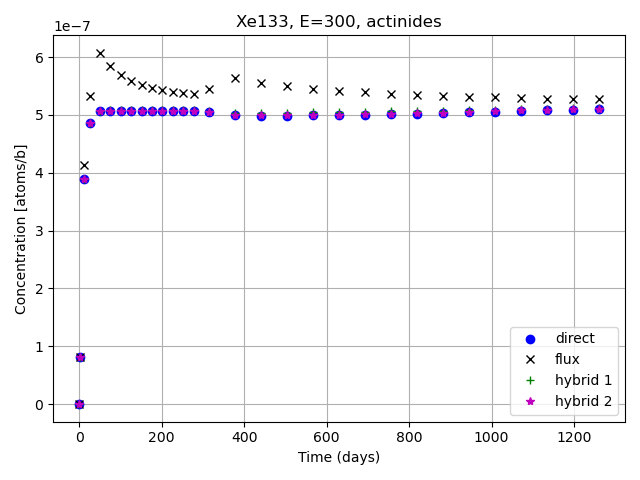 Xe133, E=300, actinides
1e−7
6
5
4
3
2
1
0
Concentration [atoms/b]
0 200 400 600 800 1000 1200
Time (days)
direct
flux
hybrid 1
hybrid 2